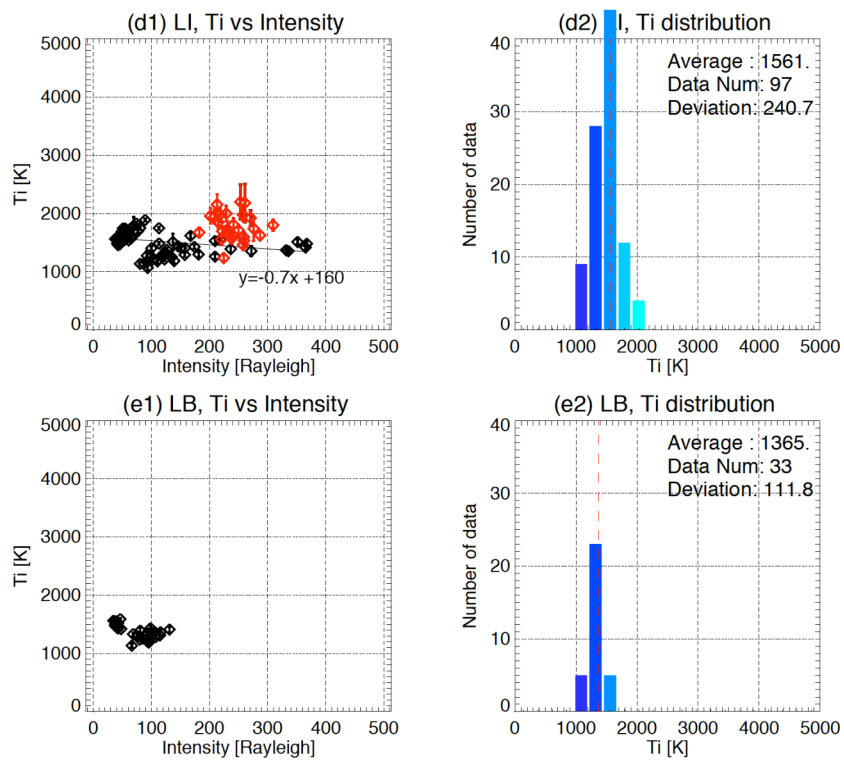 (d1) LI, Ti vs Intensity
5000
4000
3000
2000
1000
0
Ti [K]
y=-0.7x +160
0 100 200 300 400 500
Intensity [Rayleigh]
(d2) I, Ti distribution
40
30
20
10
0
Number of data
Average : 1561.
Data Num: 97
Deviation: 240.7
0 1000 2000 3000 4000 5000
Ti [K]
(e1) LB, Ti vs Intensity
5000
4000
3000
2000
1000
0
Ti [K]
0 100 200 300 400 500
Intensity [Rayleigh]
(e2) LB, Ti distribution
40
30
20
10
0
Number of data
Average : 1365.
Data Num: 33
Deviation: 111.8
0 1000 2000 3000 4000 5000
Ti [K]